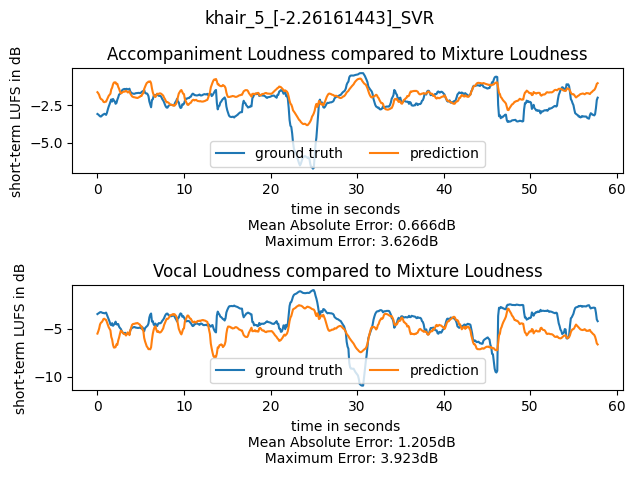 khair_5_[-2.26161443]_SVR
Accompaniment Loudness compared to Mixture Loudness
short-term LUFS in dB
−2.5
−5.0
ground truth prediction
0 10 20 30 40 50 60
time in seconds
Mean Absolute Error: 0.666dB
Maximum Error: 3.626dB
Vocal Loudness compared to Mixture Loudness
short-term LUFS in dB
−5
−10
ground truth prediction
0 10 20 30 40 50 60
time in seconds
Mean Absolute Error: 1.205dB
Maximum Error: 3.923dB